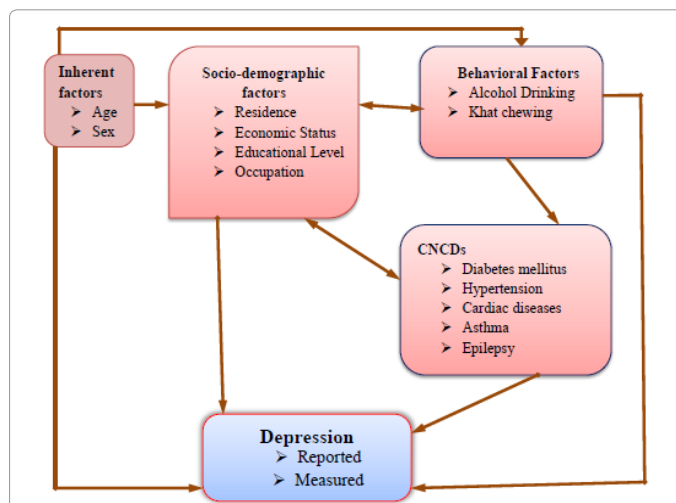 Inherent
factors
➢ Age
➢ Sex
Socio-demographic
factors
➢ Residence
➢ Economic Status
➢ Educational Level
➢ Occupation
Behavioral Factors
➢ Alcohol Drinking
➢ Khat chewing
CNCDs
➢ Diabetes mellitus
➢ Hypertension
➢ Cardiac diseases
➢ Asthma
➢ Epilepsy
Depression
➢ Reported
➢ Measured